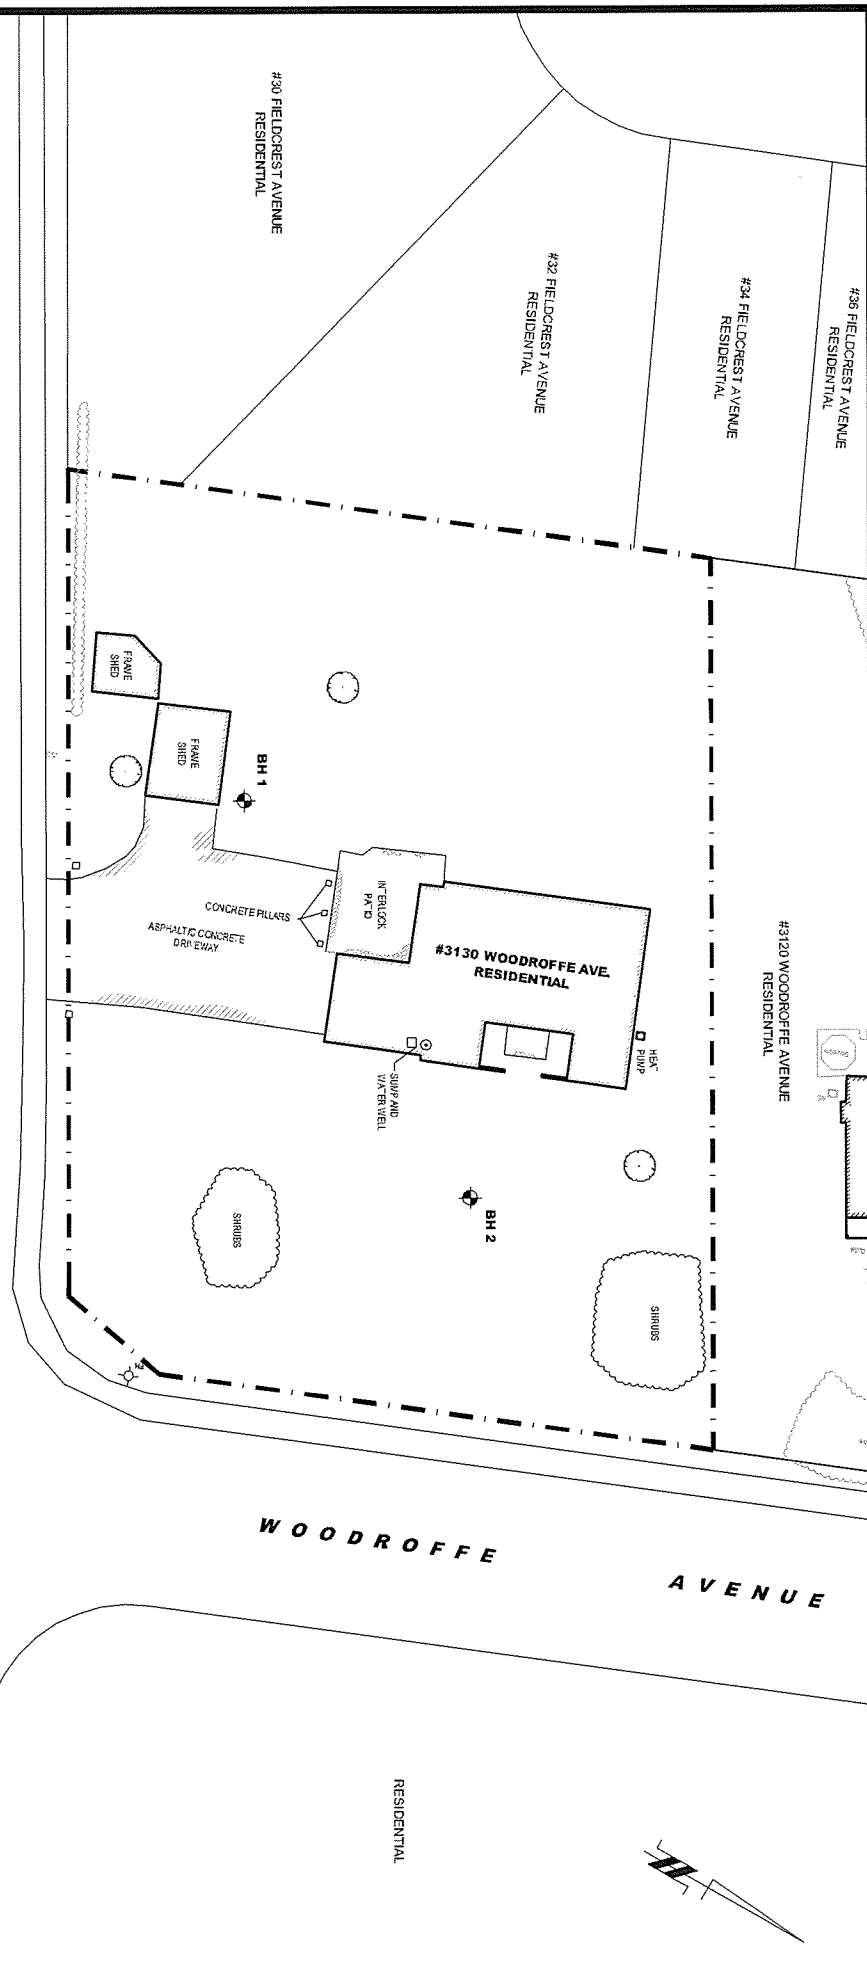 #30 FIELDCREST AVENUE
RESIDENTIAL
#32 FIELDCREST AVENUE
RESIDENTIAL
#34 FIELDCREST AVENUE
RESIDENTIAL
#36 FIELDCREST AVENUE
RESIDENTIAL
FRAVE
SHED
FRAVE
SHED
BH 1
INTERLOCK
PATIO
CONCRETE PILLARS
ASPHALTIC CONCRETE
DRIVEWAY
#3130 WOODROFFE AVE.
RESIDENTIAL
#3120 WOODROFFE AVENUE
RESIDENTIAL
HEAT
PUMP
SUMP AND
WATER WELL
BH 2
SHRUBS
SHRUBS
WOODROFFE AVENUE
RESIDENTIAL